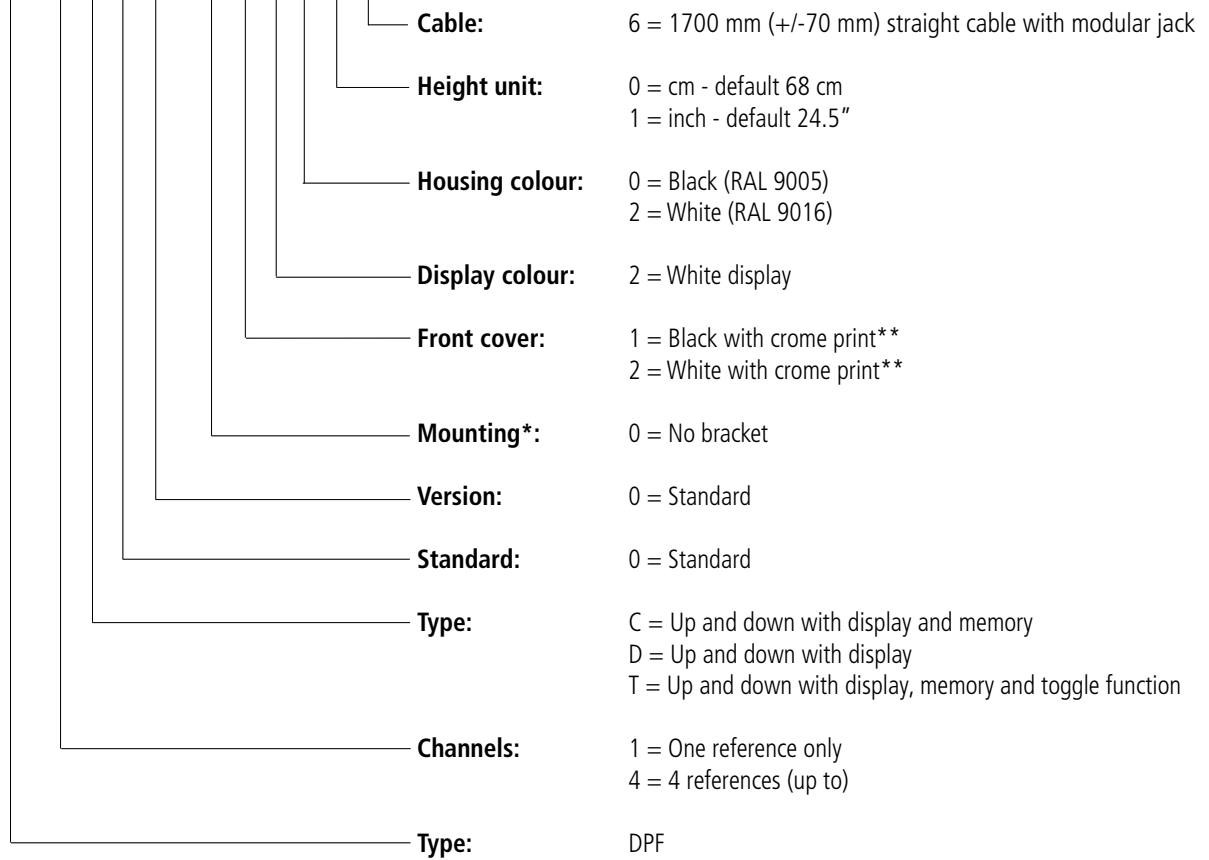 Cable: 6 = 1700 mm (+/-70 mm) straight cable with modular jack
Height unit: 0 = cm - default 68 cm
1 = inch - default 24.5”
Housing colour: 0 = Black (RAL 9005)
2 = White (RAL 9016)
Display colour: 2 = White display
Front cover: 1 = Black with crome print**
2 = White with crome print**
Mounting*: 0 = No bracket
Version: 0 = Standard
Standard: 0 = Standard
Type: C = Up and down with display and memory
D = Up and down with display
T = Up and down with display, memory and toggle function
Channels: 1 = One reference only
4 = 4 references (up to)
Type: DPF